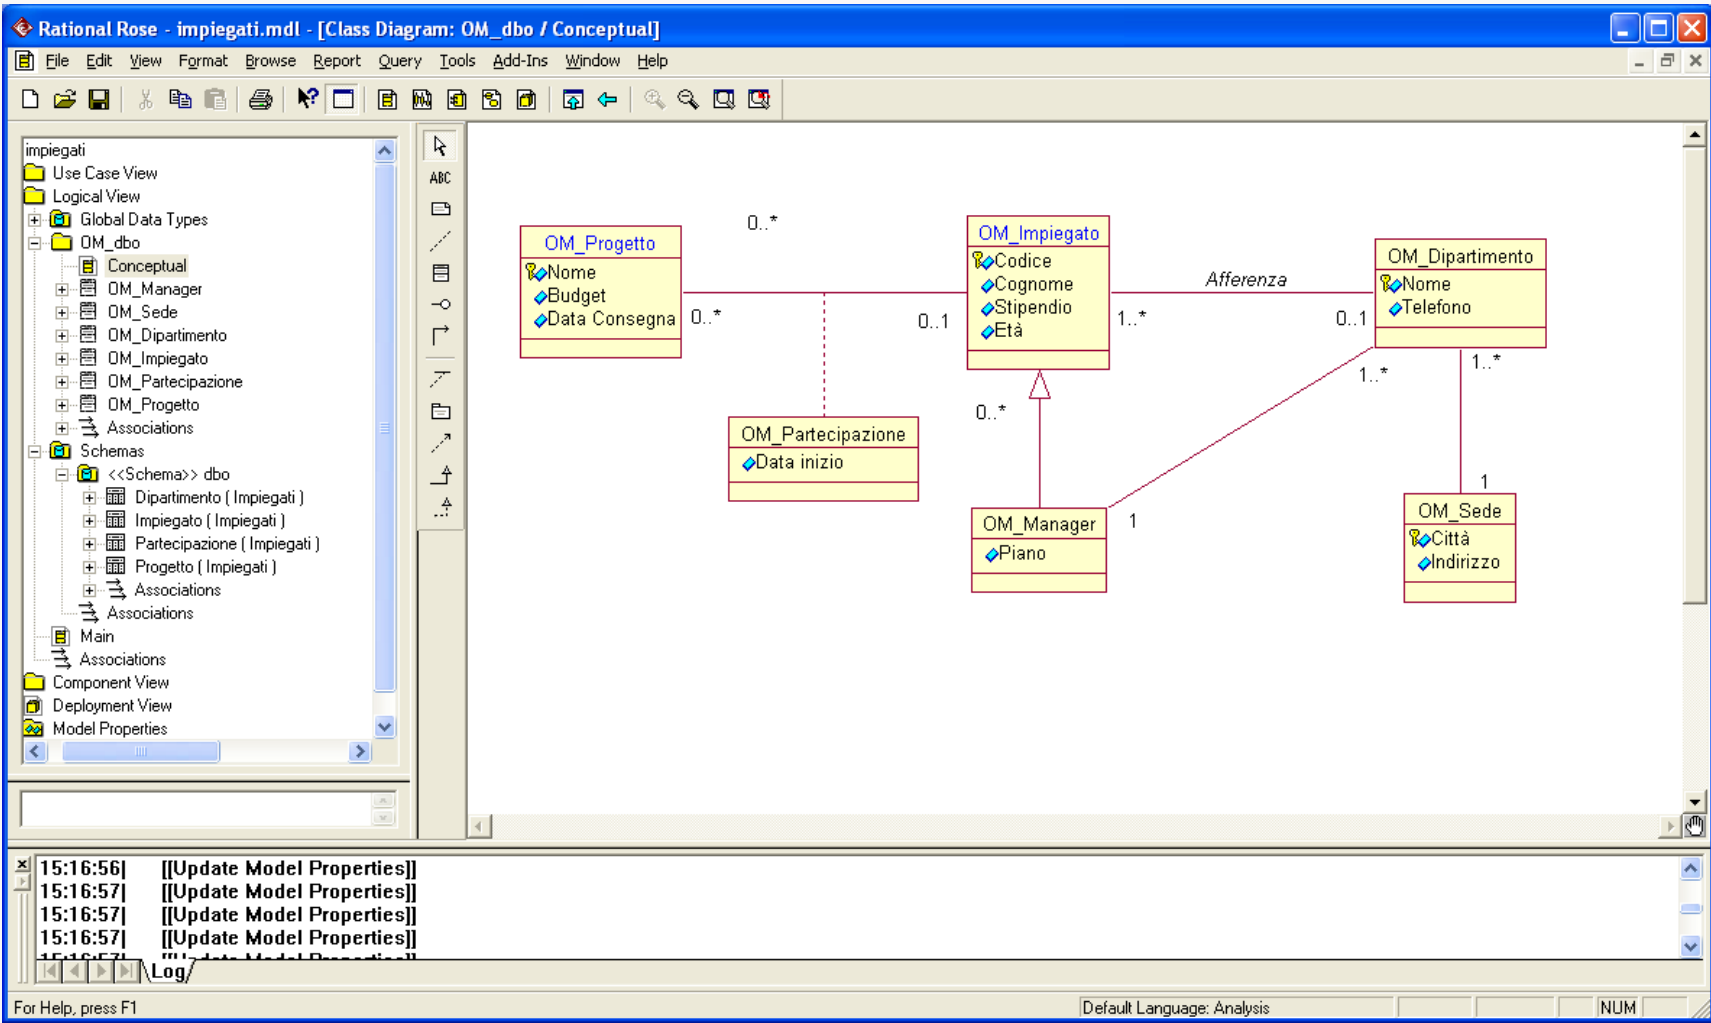 Rational Rose - impiegati.mdl - [Class Diagram: OM_dbo / Conceptual]
File Edit View Format Browse Report Query Tools Add-Ins Window Help
impiegati
Use Case View
Logical View
Global Data Types
OM_dbo
Conceptual
OM_Manager
OM_Sede
OM_Dipartimento
OM_Impiegato
OM_Partecipazione
OM_Progetto
Associations
Schemas
<<Schema>> dbo
Dipartimento ( Impiegati )
Impiegato ( Impiegati )
Partecipazione ( Impiegati )
Progetto ( Impiegati )
Associations
Associations
Main
Associations
Component View
Deployment View
Model Properties
ABC
OM_Progetto
Nome
Budget
Data Consegna
0..*
0..*
0..1
OM_Impiegato
Codice
Cognome
Stipendio
Età
1..*
Afferenza
0..1
OM_Dipartimento
Nome
Telefono
1..*
1..*
0..*
OM_Partecipazione
Data inizio
OM_Manager
Piano
1
1
OM_Sede
Città
Indirizzo
15:16:56| [[Update Model Properties]]
15:16:57| [[Update Model Properties]]
15:16:57| [[Update Model Properties]]
15:16:57| [[Update Model Properties]]
15:16:57| [[Update Model Properties]]
Log
For Help, press F1
Default Language: Analysis
NUM